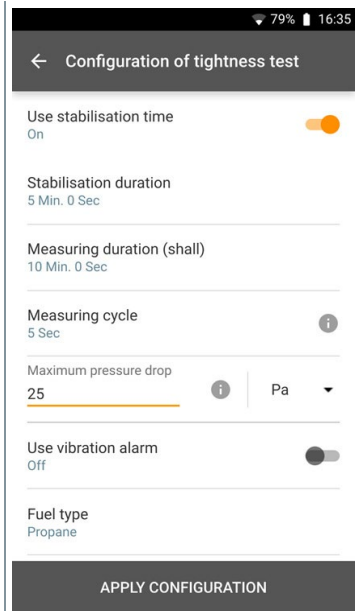 79% 16:35
Configuration of tightness test
Use stabilisation time
On
Stabilisation duration
5 Min. 0 Sec
Measuring duration (shall)
10 Min. 0 Sec
Measuring cycle
5 Sec
Maximum pressure drop
25 Pa
Use vibration alarm
Off
Fuel type
Propane
APPLY CONFIGURATION